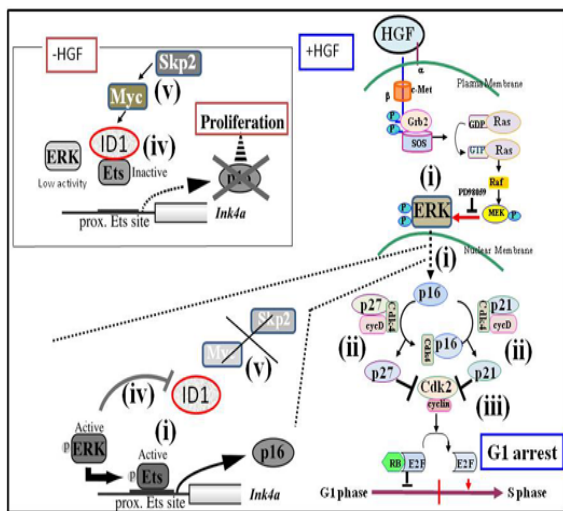 -HGF
Skp2
Myc
(v)
ID1
(iv)
ERK
Low activity
Ets
Inactive
Proliferation
prox. Ets site
Ink4a
+HGF
HGF
α
β
c-Met
Plasma Membrane
P
P
Grb2
SOS
GDP
Ras
GTP
Ras
(i)
Raf
PD98059
ERK
P
P
MEK
P
Nuclear Membrane
(i)
p16
p27
Cdk4
cycD
Cdk4
p16
Cdk4
p21
cycD
(ii)
(ii)
p27
Cdk2
p21
cyclin
(iii)
RB
E2F
E2F
G1 arrest
G1 phase
S phase
Skp2
Myc
(v)
(iv)
ID1
(i)
Active
P
ERK
Active
P
Ets
p16
prox. Ets site
Ink4a